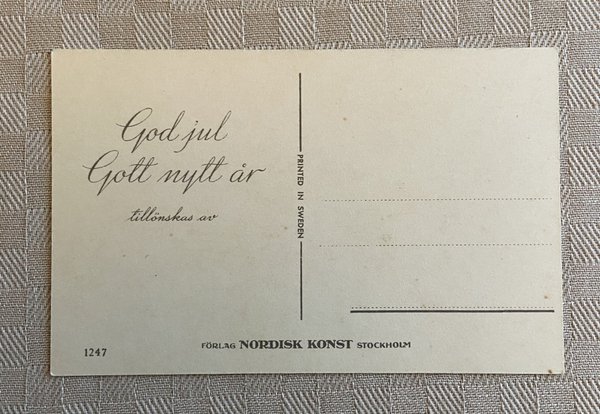 God jul
Gott nytt år
tillönskas av
PRINTED IN SWEDEN
1247
FÖRLAG NORDISK KONST STOCKHOLM